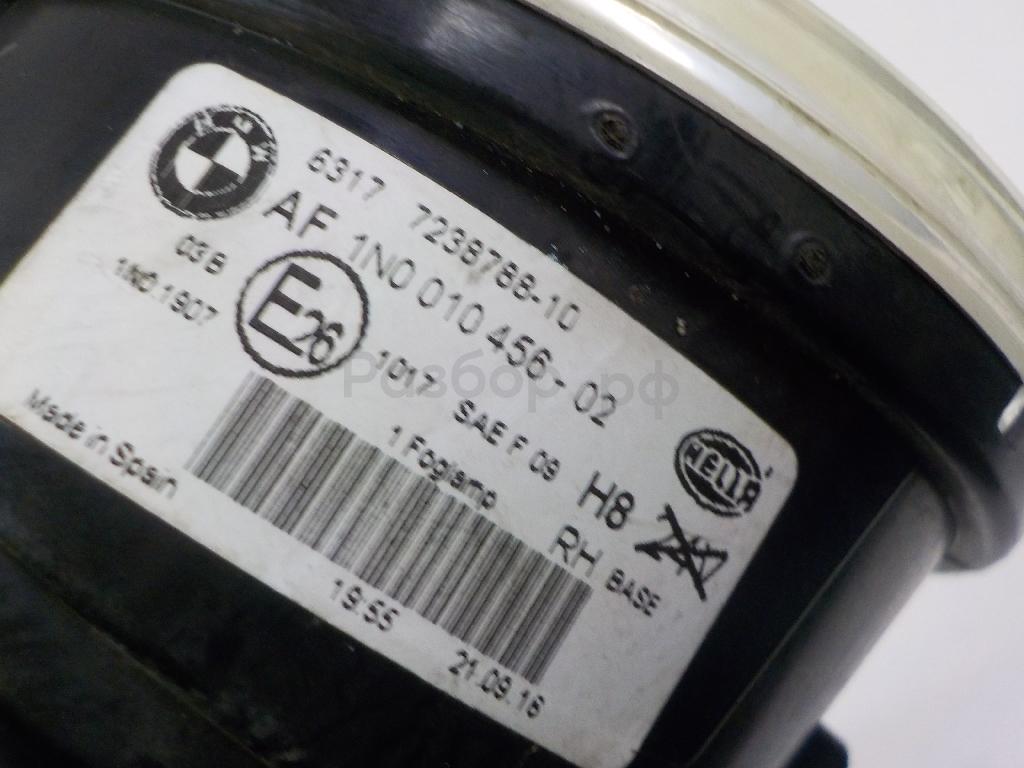 BMW
6317 7238788-10
AF 1N0 010 456-02
03 B
1N0.1907
E26
1017
SAE F 09
H8
HELLA
1 Foglamp
RH BASE
Made in Spain
19:55
21.09.16
Разбор.рф